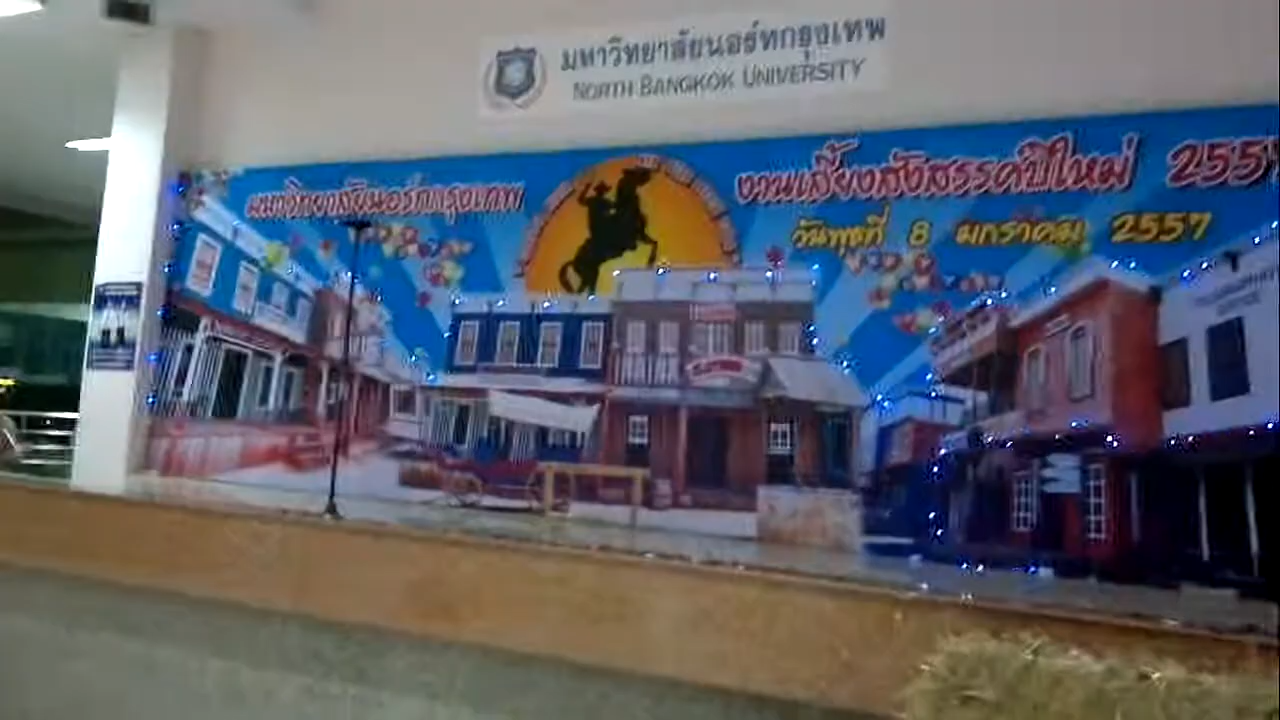 มหาวิทยาลัยนอร์ทกรุงเทพ
NORTH BANGKOK UNIVERSITY
มหาวิทยาลัยนอร์ทกรุงเทพ
งานเลี้ยงสังสรรค์ปีใหม่ 2557
วันพุธที่ 8 มกราคม 2557